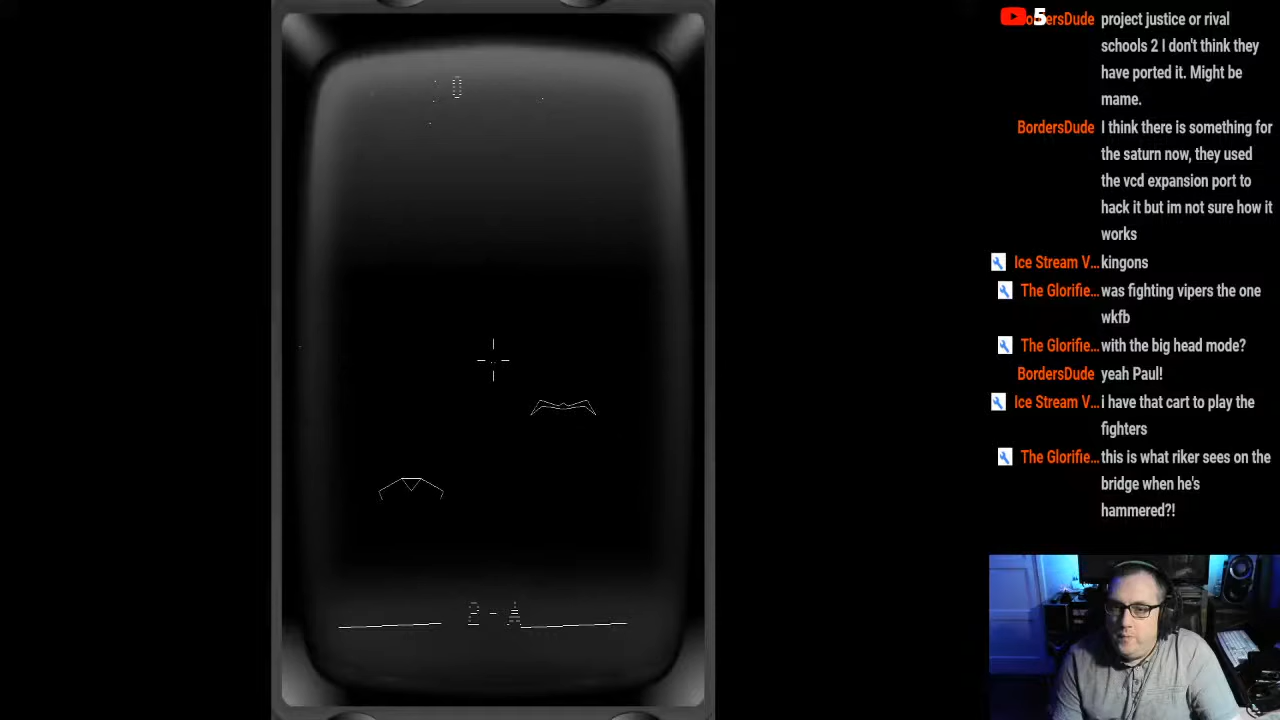 0
2-A
5
project justice or rival
schools 2 I don't think they
have ported it. Might be
mame.
BordersDude I think there is something for
the saturn now, they used
the vcd expansion port to
hack it but im not sure how it
works
Ice Stream V... kingons
The Glorifie... was fighting vipers the one
wkfb
The Glorifie... with the big head mode?
BordersDude yeah Paul!
Ice Stream V... i have that cart to play the
fighters
The Glorifie... this is what riker sees on the
bridge when he's
hammered?!